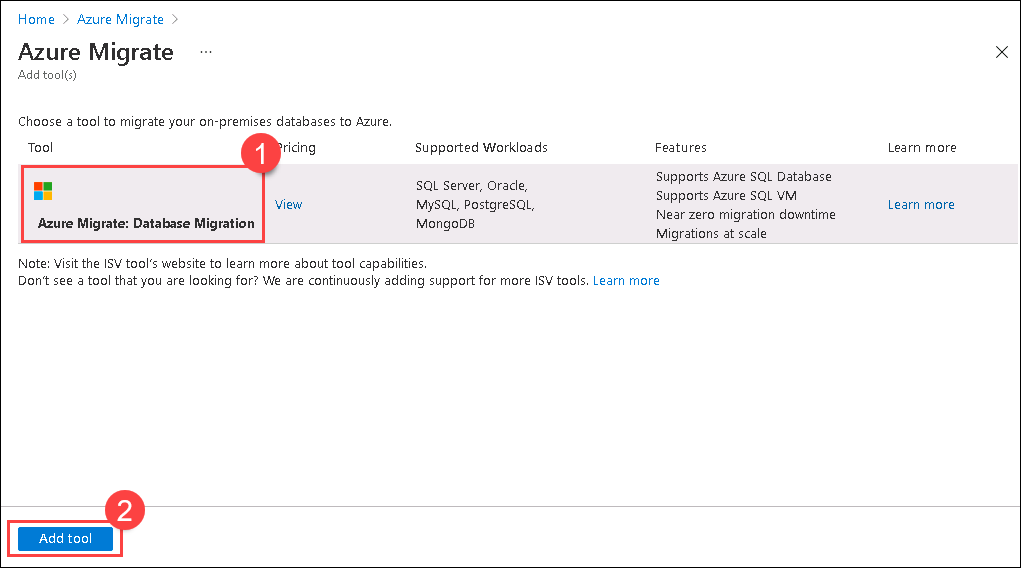 Home > Azure Migrate >
Azure Migrate ...
Add tool(s)
Choose a tool to migrate your on-premises databases to Azure.
Tool Pricing Supported Workloads Features Learn more
1
Azure Migrate: Database Migration
View
SQL Server, Oracle,
MySQL, PostgreSQL,
MongoDB
Supports Azure SQL Database
Supports Azure SQL VM
Near zero migration downtime
Migrations at scale
Learn more
Note: Visit the ISV tool's website to learn more about tool capabilities.
Don't see a tool that you are looking for? We are continuously adding support for more ISV tools. Learn more
2
Add tool